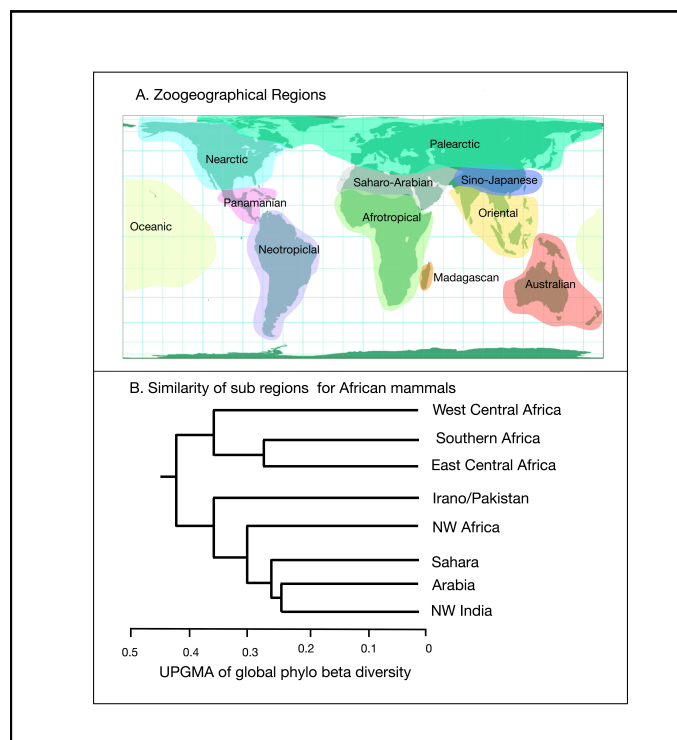 A. Zoogeographical Regions
Palearctic
Nearctic
Saharo-Arabian
Sino-Japanese
Panamanian
Afrotropical
Oriental
Oceanic
Neotropiclal
Madagascan
Australian
B. Similarity of sub regions for African mammals
West Central Africa
Southern Africa
East Central Africa
Irano/Pakistan
NW Africa
Sahara
Arabia
NW India
0.5 0.4 0.3 0.2 0.1 0
UPGMA of global phylo beta diversity